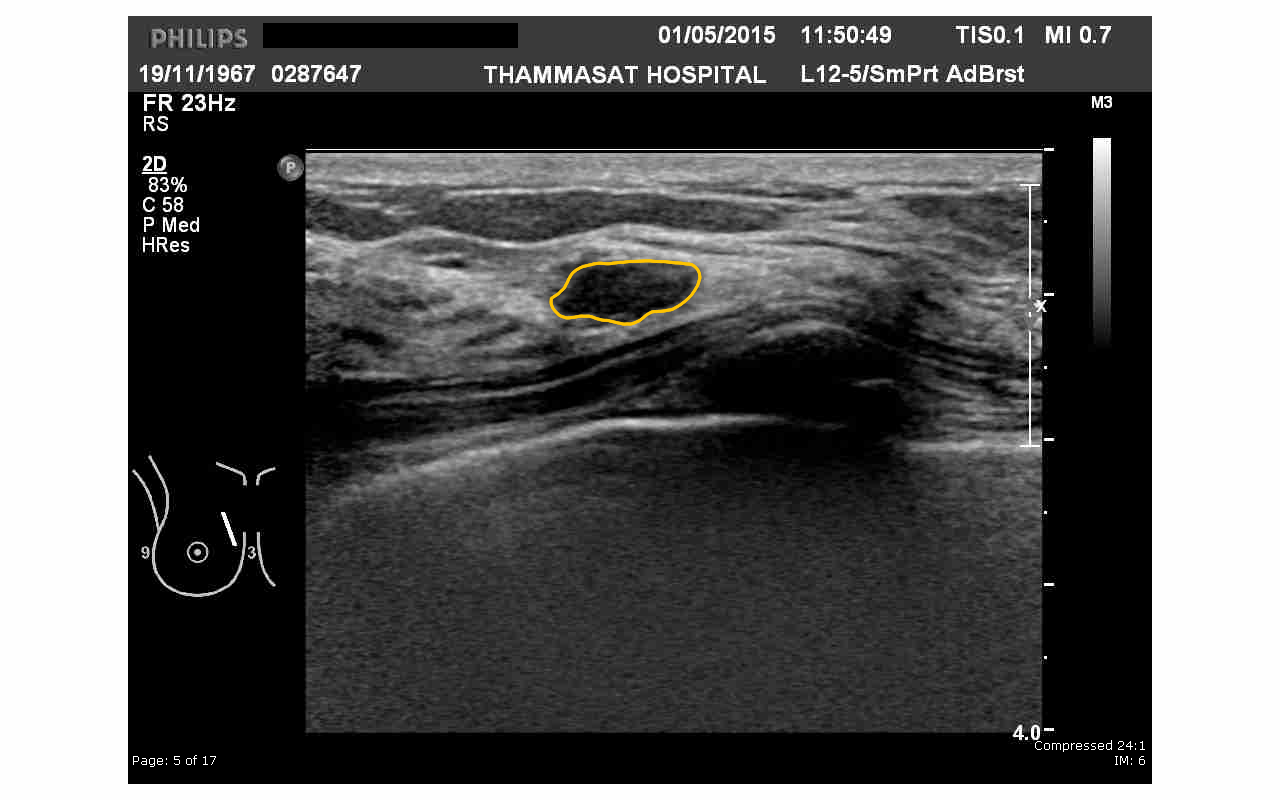 PHILIPS 01/05/2015 11:50:49 TIS0.1 MI 0.7
19/11/1967 0287647 THAMMASAT HOSPITAL L12-5/SmPrt AdBrst
FR 23Hz
RS
M3
2D
83%
C 58
P Med
HRes
P
X
9 3
4.0
Compressed 24:1
Page: 5 of 17
IM: 6